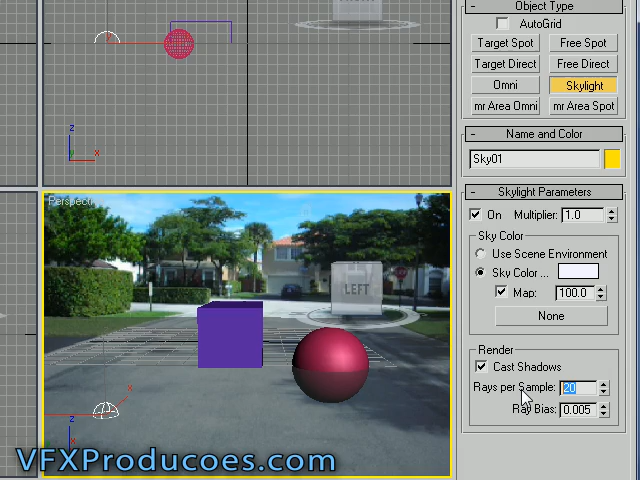 Object Type
AutoGrid
Target Spot Free Spot
Target Direct Free Direct
Omni Skylight
mr Area Omni mr Area Spot
Name and Color
Sky01
Skylight Parameters
On Multiplier: 1.0
Sky Color
Use Scene Environment
Sky Color ...
Map: 100.0
None
Render
Cast Shadows
Rays per Sample: 20
Ray Bias: 0.005
z
x
Perspective
LEFT
x
z
VFXProducoes.com